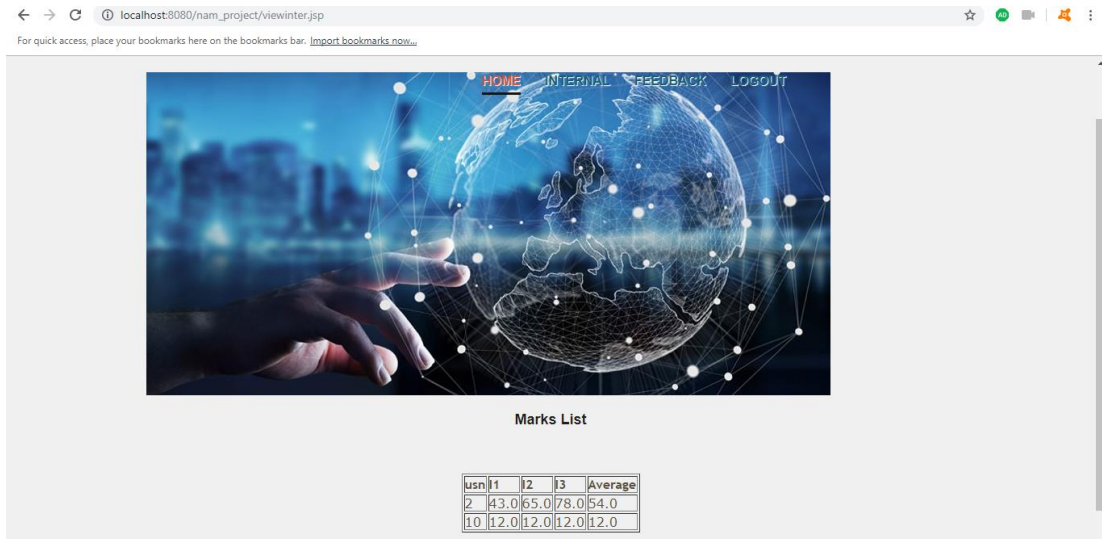 localhost:8080/nam_project/viewinter.jsp
For quick access, place your bookmarks here on the bookmarks bar. Import bookmarks now...
HOME INTERNAL FEEDBACK LOGOUT
Marks List
usn I1 I2 I3 Average
2 43.0 65.0 78.0 54.0
10 12.0 12.0 12.0 12.0